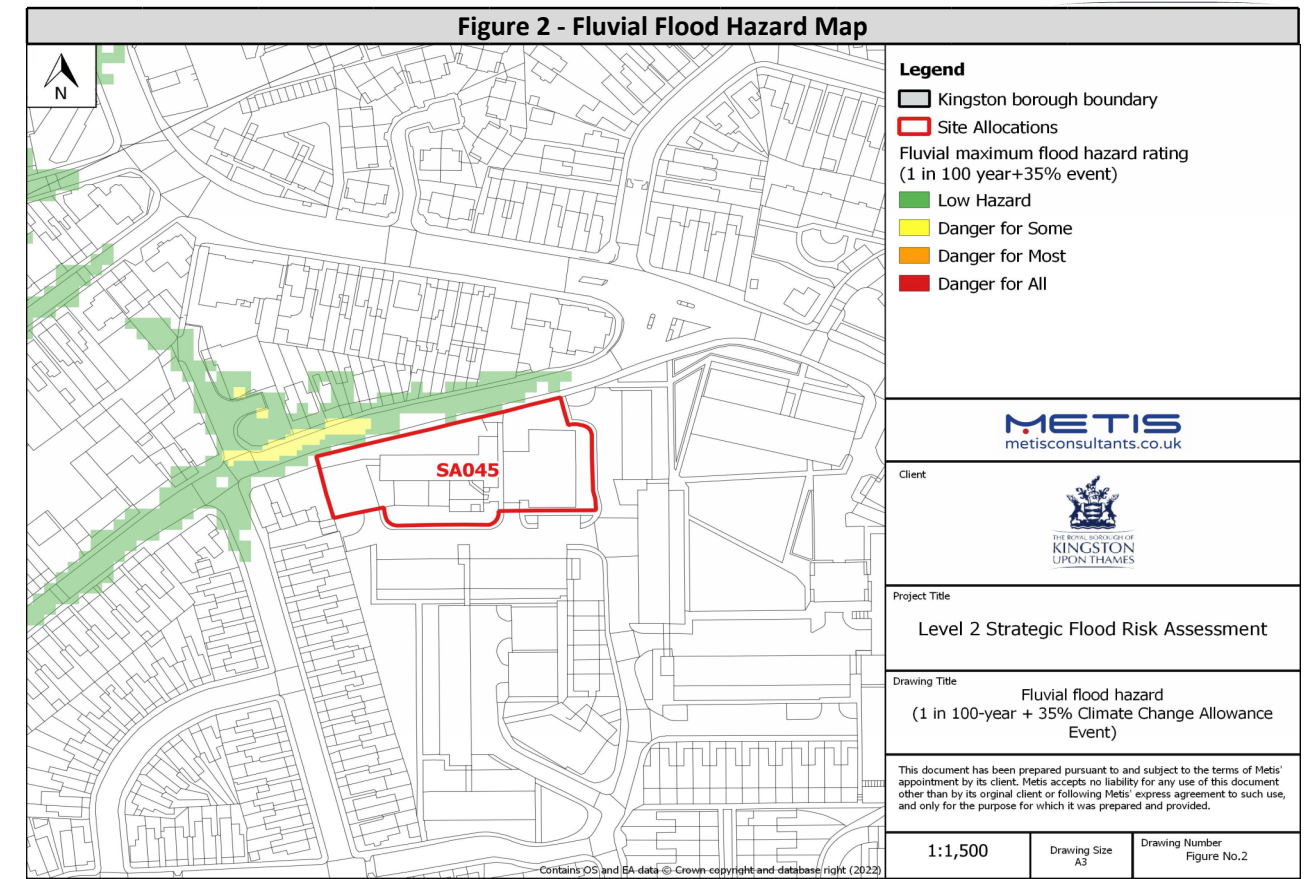 Figure 2 - Fluvial Flood Hazard Map
N
SA045
Contains OS and EA data © Crown copyright and database right (2022)
Legend
Kingston borough boundary
Site Allocations
Fluvial maximum flood hazard rating
(1 in 100 year+35% event)
Low Hazard
Danger for Some
Danger for Most
Danger for All
METIS
metisconsultants.co.uk
Client
THE ROYAL BOROUGH OF
KINGSTON
UPON THAMES
Project Title
Level 2 Strategic Flood Risk Assessment
Drawing Title
Fluvial flood hazard
(1 in 100-year + 35% Climate Change Allowance
Event)
This document has been prepared pursuant to and subject to the terms of Metis'
appointment by its client. Metis accepts no liability for any use of this document
other than by its orginal client or following Metis' express agreement to such use,
and only for the purpose for which it was prepared and provided.
1:1,500
Drawing Size
A3
Drawing Number
Figure No.2